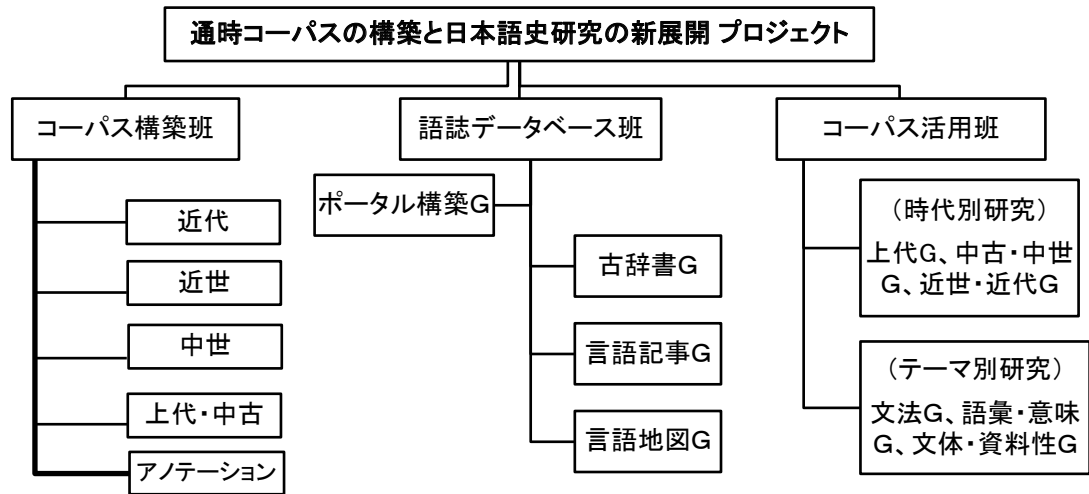 通時コーパスの構築と日本語史研究の新展開 プロジェクト
コーパス構築班
近代
近世
中世
上代・中古
アノテーション
語誌データベース班
ポータル構築G
古辞書G
言語記事G
言語地図G
コーパス活用班
（時代別研究）
上代G、中古・中世
G、近世・近代G
（テーマ別研究）
文法G、語彙・意味
G、文体・資料性G